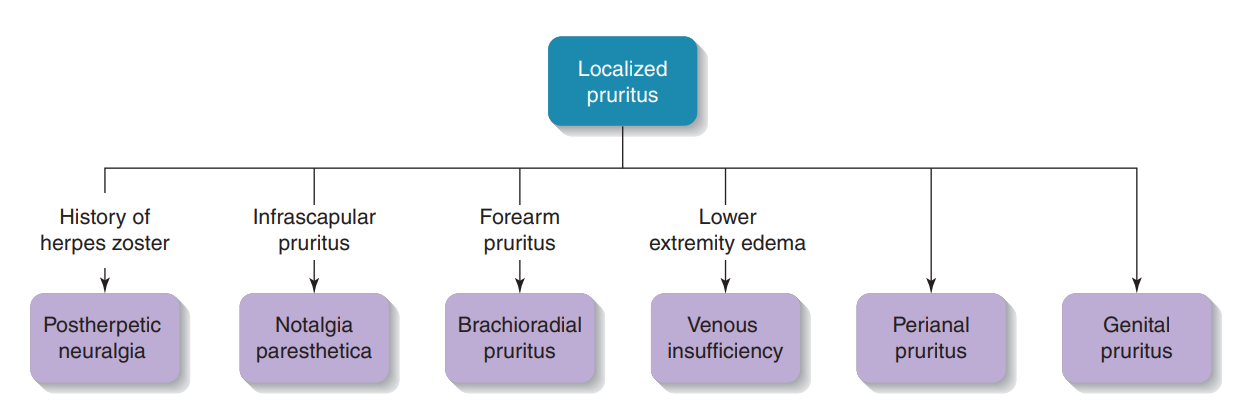 Localized
pruritus
History of
herpes zoster
Infrascapular
pruritus
Forearm
pruritus
Lower
extremity edema
Postherpetic
neuralgia
Notalgia
paresthetica
Brachioradial
pruritus
Venous
insufficiency
Perianal
pruritus
Genital
pruritus